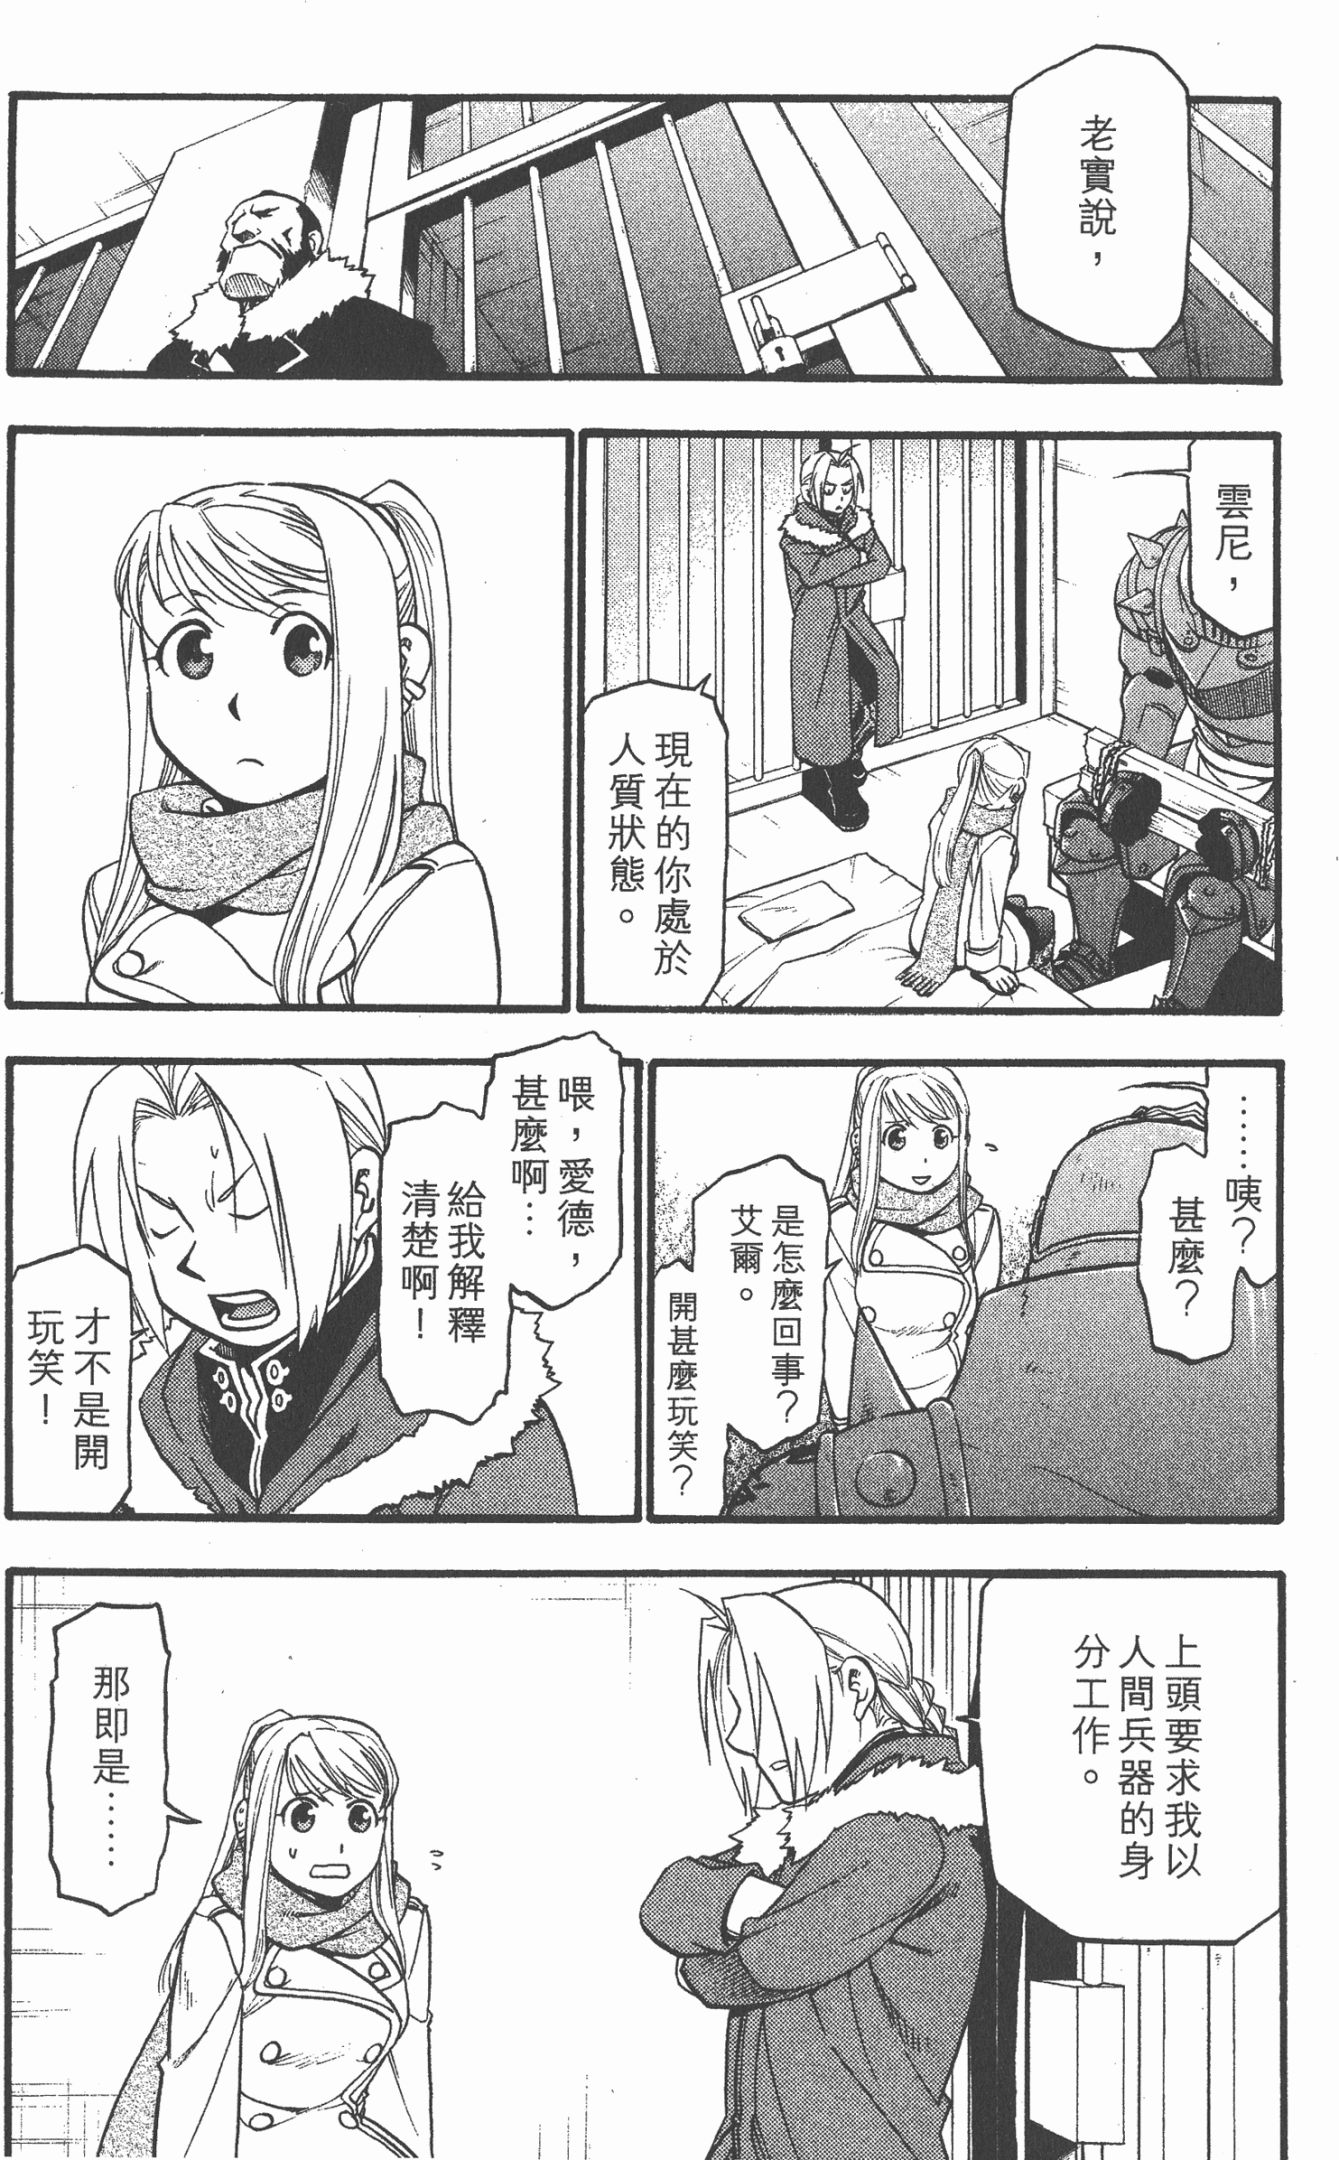 老實說，
雲尼，
現在的你處於
人質狀態。
……咦？
甚麼？
是怎麼回事？
艾爾。
開甚麼玩笑？
喂，愛德，
甚麼啊…
給我解釋
清楚啊！
才不是開
玩笑！
上頭要求我以
人間兵器的身
分工作。
那即是……